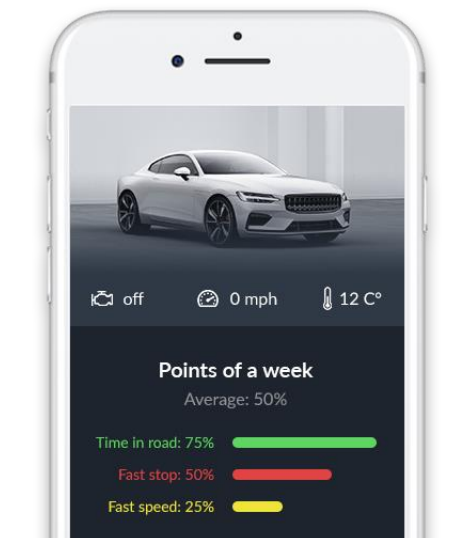 off 0 mph 12 C°
Points of a week
Average: 50%
Time in road: 75%
Fast stop: 50%
Fast speed: 25%